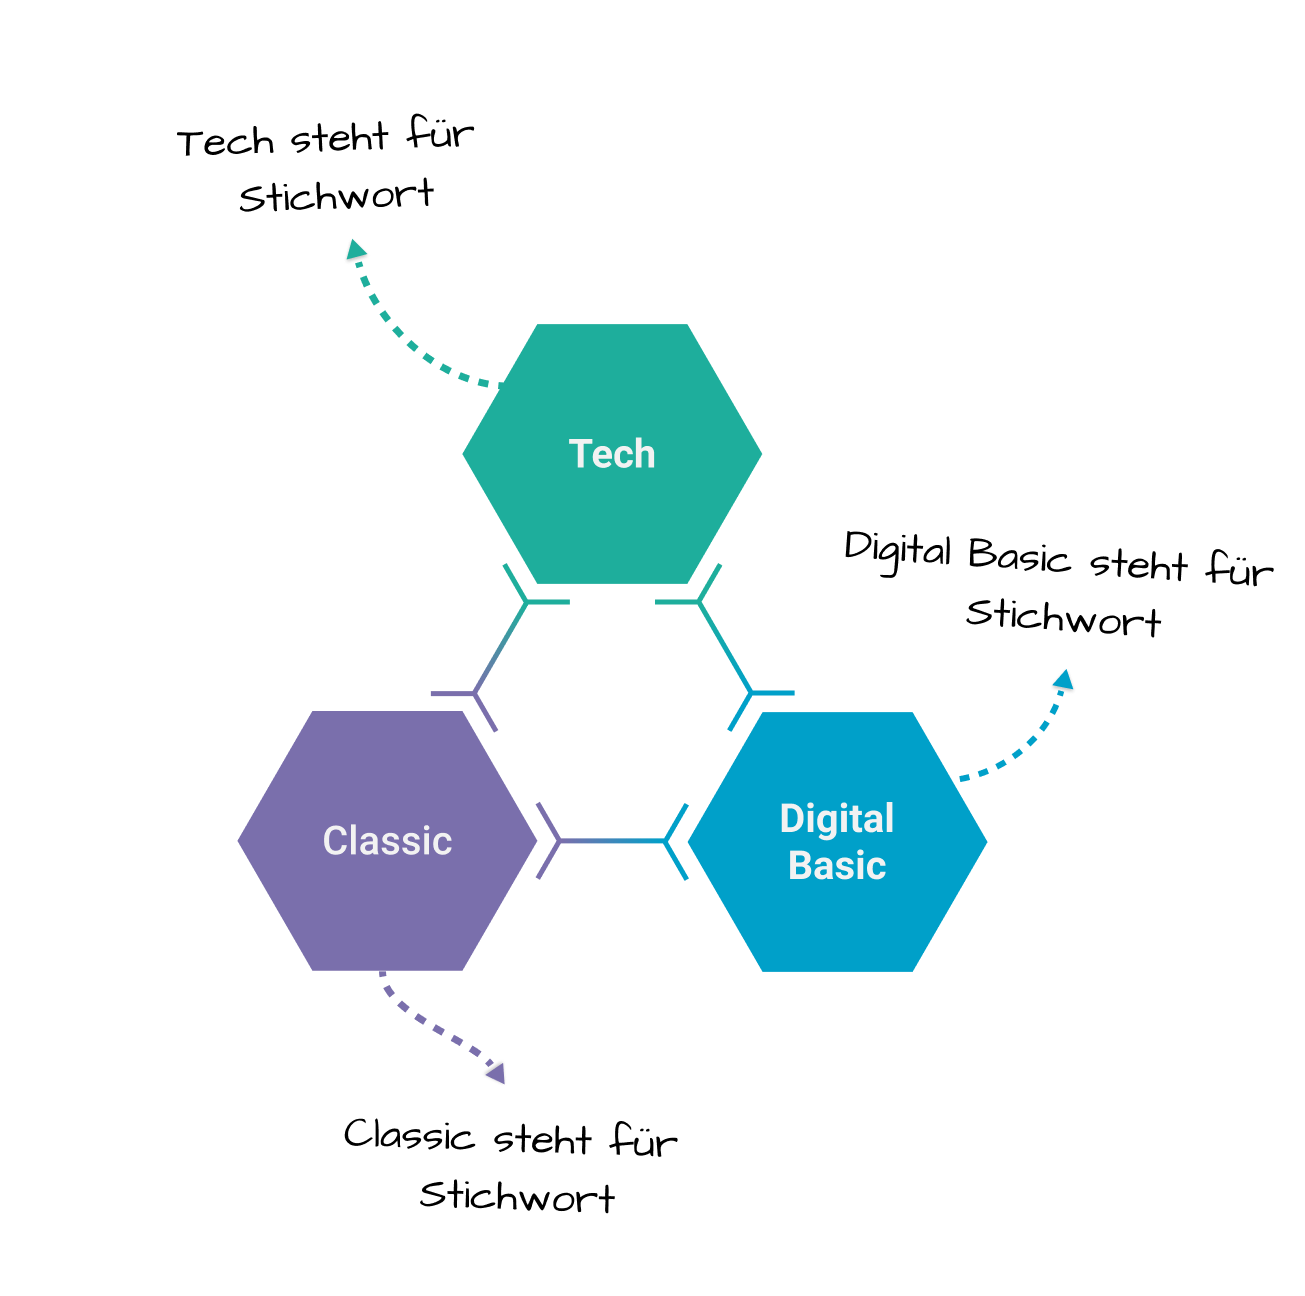 Tech steht für
Stichwort
Tech
Digital Basic steht für
Stichwort
Digital
Basic
Classic
Classic steht für
Stichwort